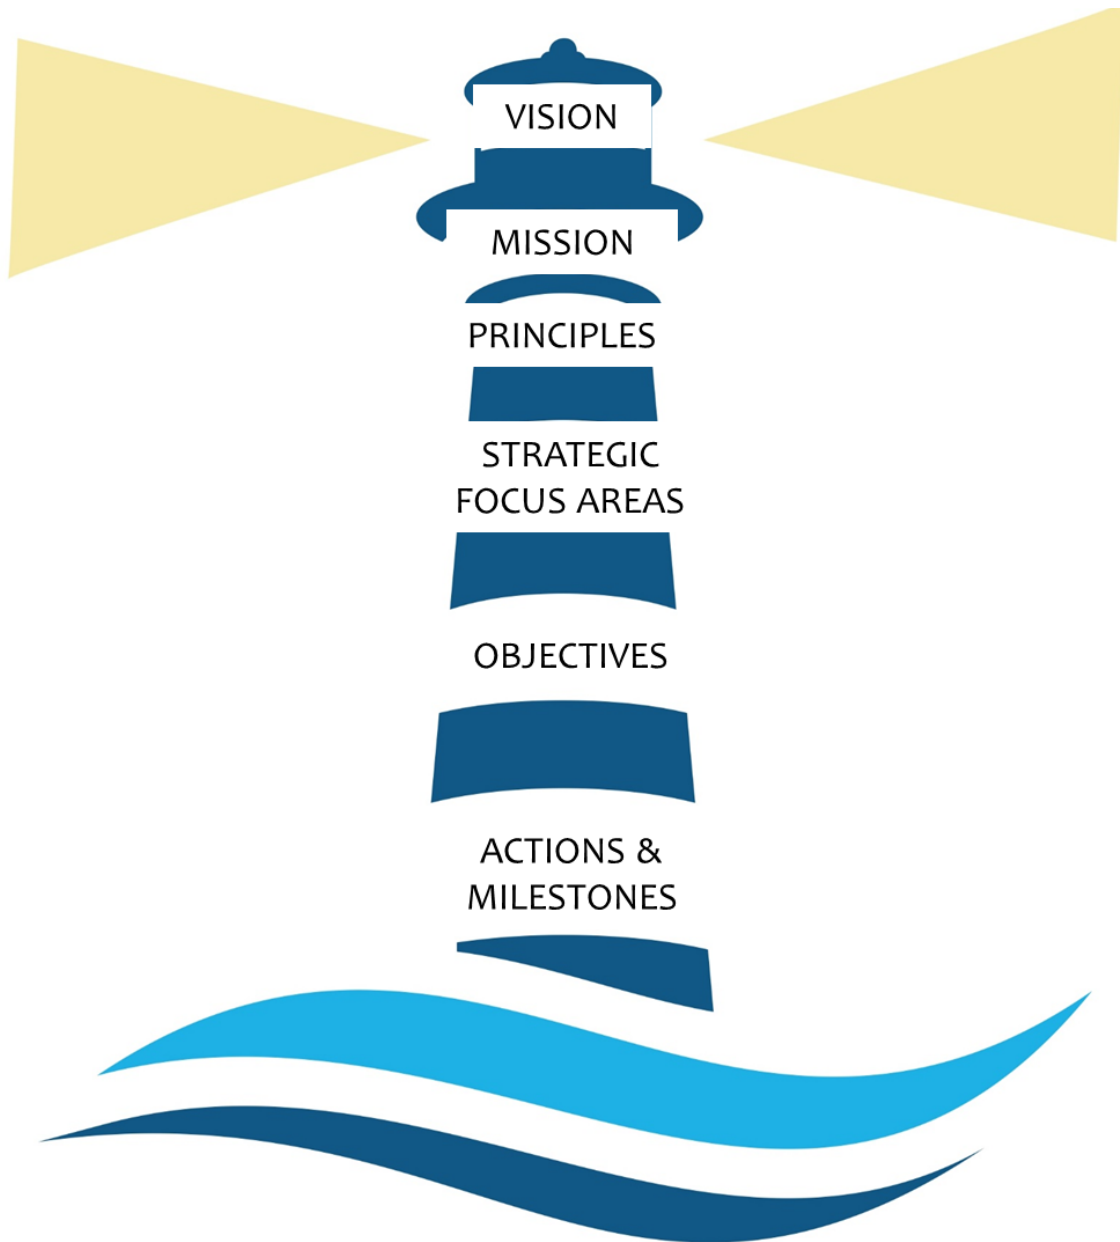 VISION
MISSION
PRINCIPLES
STRATEGIC
FOCUS AREAS
OBJECTIVES
ACTIONS &
MILESTONES